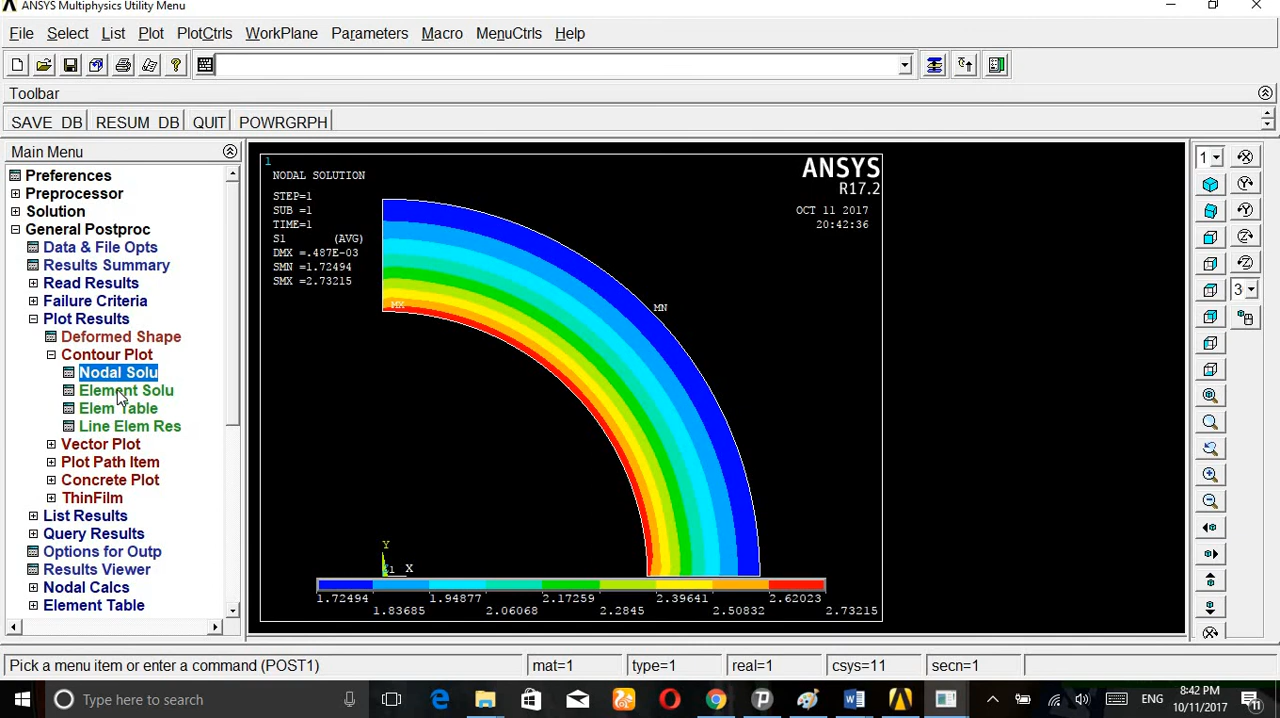 ANSYS Multiphysics Utility Menu
File Select List Plot PlotCtrls WorkPlane Parameters Macro MenuCtrls Help
Toolbar
SAVE_DB RESUM_DB QUIT POWRGRPH
Main Menu
Preferences
Preprocessor
Solution
General Postproc
Data & File Opts
Results Summary
Read Results
Failure Criteria
Plot Results
Deformed Shape
Contour Plot
Nodal Solu
Element Solu
Elem Table
Line Elem Res
Vector Plot
Plot Path Item
Concrete Plot
ThinFilm
List Results
Query Results
Options for Outp
Results Viewer
Nodal Calcs
Element Table
1
NODAL SOLUTION
STEP=1
SUB =1
TIME=1
S1 (AVG)
DMX =.487E-03
SMN =1.72494
SMX =2.73215
ANSYS
R17.2
OCT 11 2017
20:42:36
MX
MN
Y
1 X
1.72494 1.94877 2.17259 2.39641 2.62023
1.83685 2.06068 2.2845 2.50832 2.73215
1
3
Pick a menu item or enter a command (POST1) mat=1 type=1 real=1 csys=11 secn=1
Type here to search
ENG
8:42 PM
10/11/2017
11